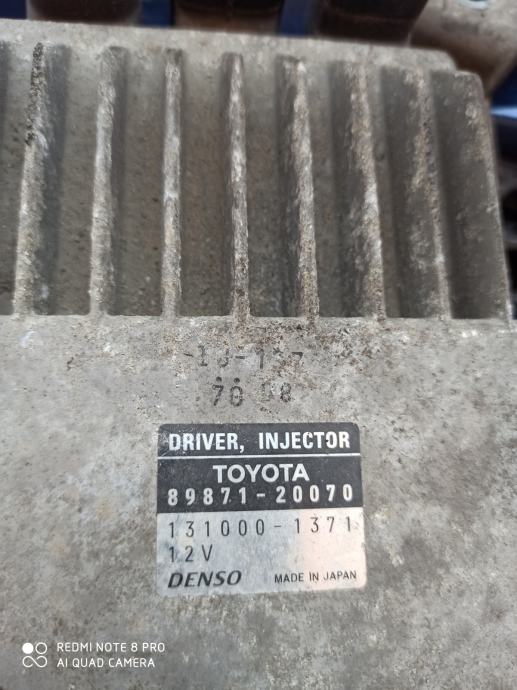 DRIVER, INJECTOR
TOYOTA
89871-20070
131000-1371
12V
DENSO MADE IN JAPAN
REDMI NOTE 8 PRO
AI QUAD CAMERA